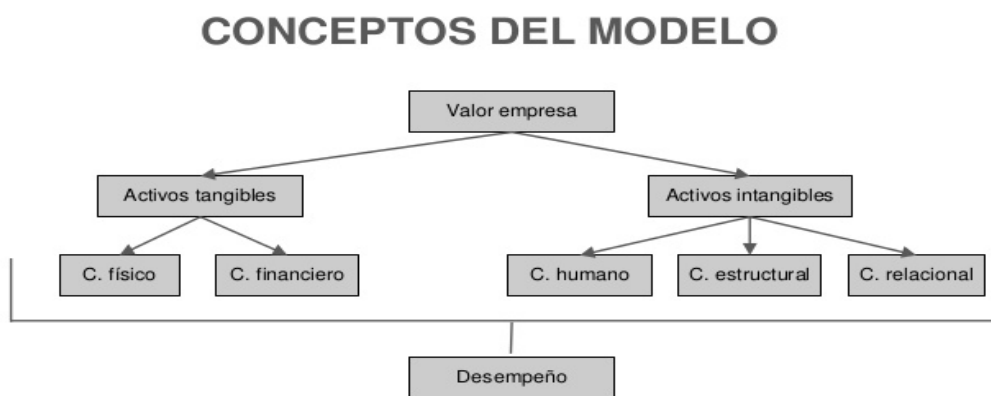 CONCEPTOS DEL MODELO
Valor empresa
Activos tangibles
Activos intangibles
C. físico
C. financiero
C. humano
C. estructural
C. relacional
Desempeño